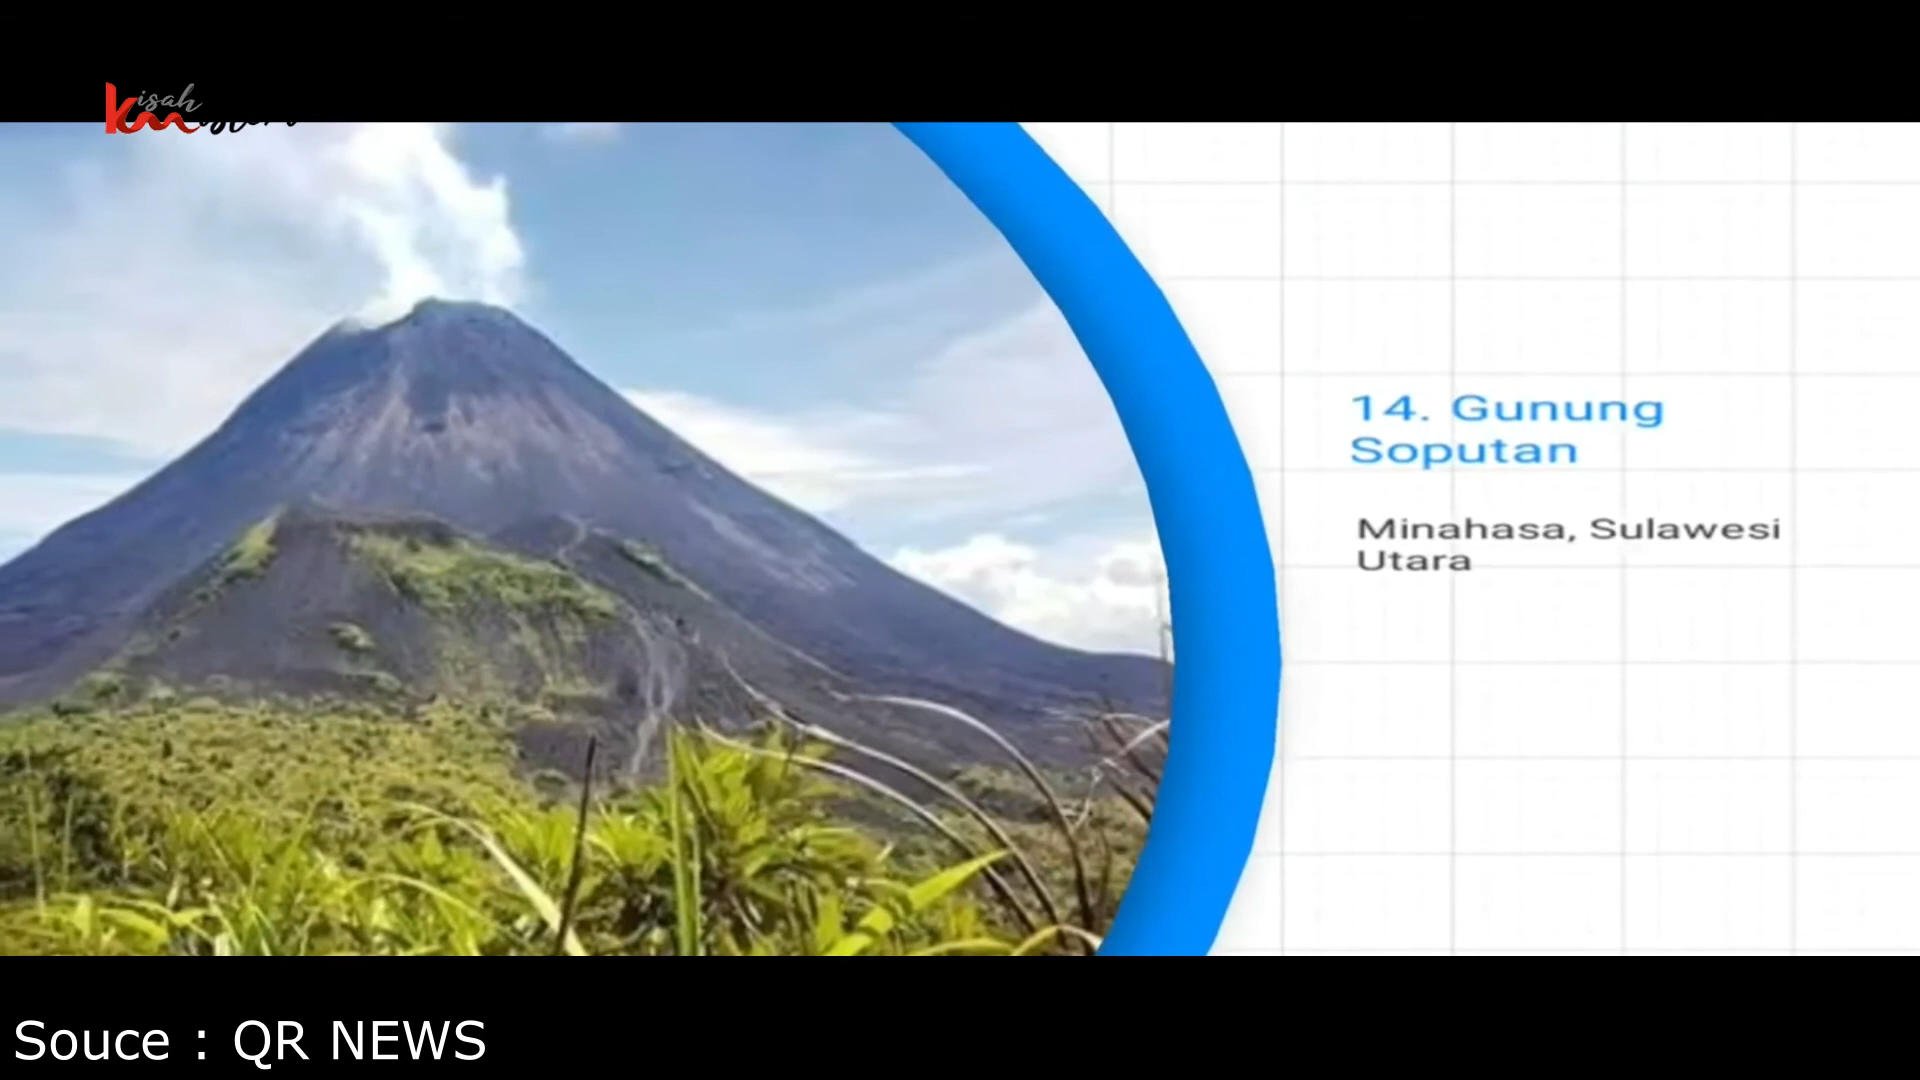 Kisah
14. Gunung
Soputan
Minahasa, Sulawesi
Utara
Souce : QR NEWS